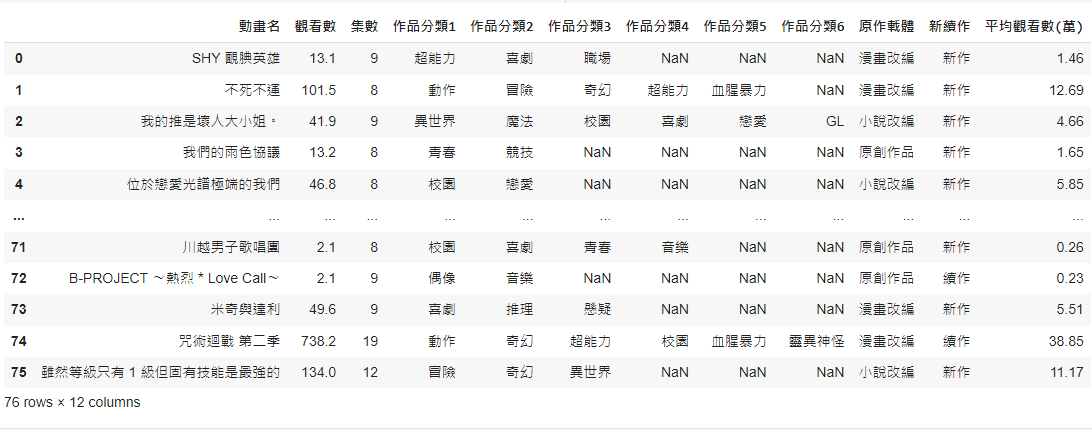 動畫名 觀看數 集數 作品分類1 作品分類2 作品分類3 作品分類4 作品分類5 作品分類6 原作載體 新續作 平均觀看數(萬)
0 SHY 靦腆英雄 13.1 9 超能力 喜劇 職場 NaN NaN NaN 漫畫改編 新作 1.46
1 不死不運 101.5 8 動作 冒險 奇幻 超能力 血腥暴力 NaN 漫畫改編 新作 12.69
2 我的推是壞人大小姐。 41.9 9 異世界 魔法 校園 喜劇 戀愛 GL 小說改編 新作 4.66
3 我們的雨色協議 13.2 8 青春 競技 NaN NaN NaN NaN 原創作品 新作 1.65
4 位於戀愛光譜極端的我們 46.8 8 校園 戀愛 NaN NaN NaN NaN 小說改編 新作 5.85
... ... ... ... ... ... ... ... ... ... ... ... ...
71 川越男子歌唱團 2.1 8 校園 喜劇 青春 音樂 NaN NaN 原創作品 新作 0.26
72 B-PROJECT ～熱烈 * Love Call～ 2.1 9 偶像 音樂 NaN NaN NaN NaN 原創作品 續作 0.23
73 米奇與達利 49.6 9 喜劇 推理 懸疑 NaN NaN NaN 漫畫改編 新作 5.51
74 咒術迴戰 第二季 738.2 19 動作 奇幻 超能力 校園 血腥暴力 靈異神怪 漫畫改編 續作 38.85
75 雖然等級只有 1 級但固有技能是最強的 134.0 12 冒險 奇幻 異世界 NaN NaN NaN 小說改編 新作 11.17
76 rows × 12 columns